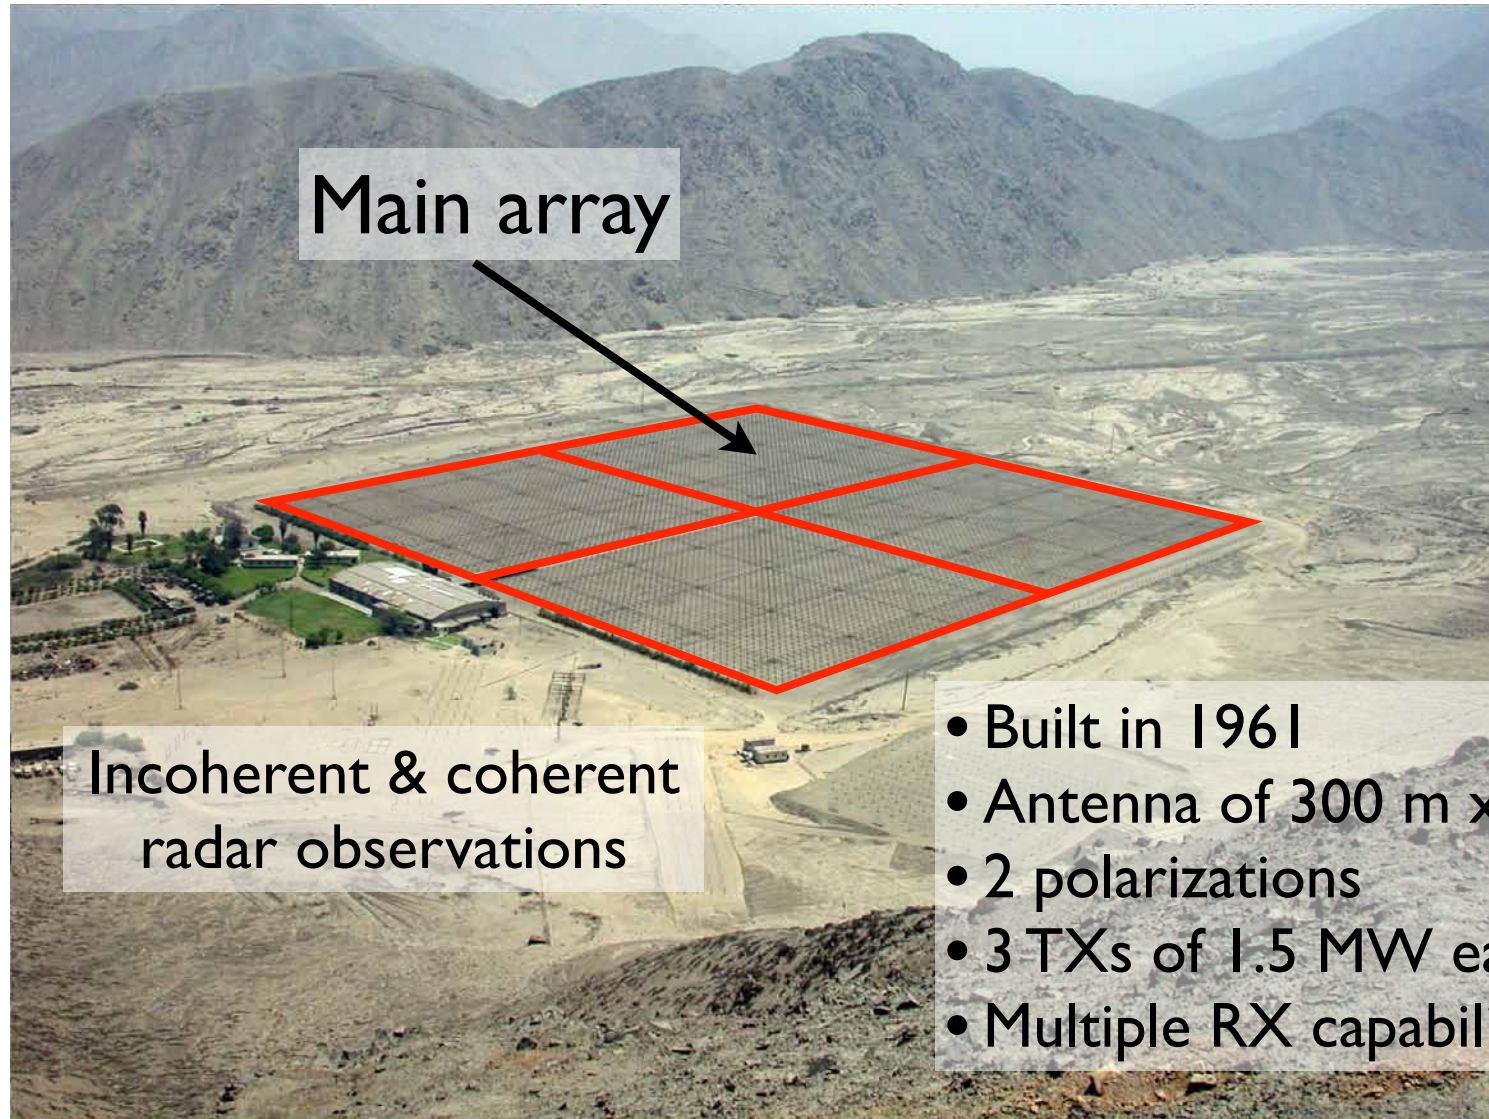 Main array
Incoherent & coherent
radar observations
• Built in 1961
• Antenna of 300 m x
• 2 polarizations
• 3 TXs of 1.5 MW
• Multiple RX